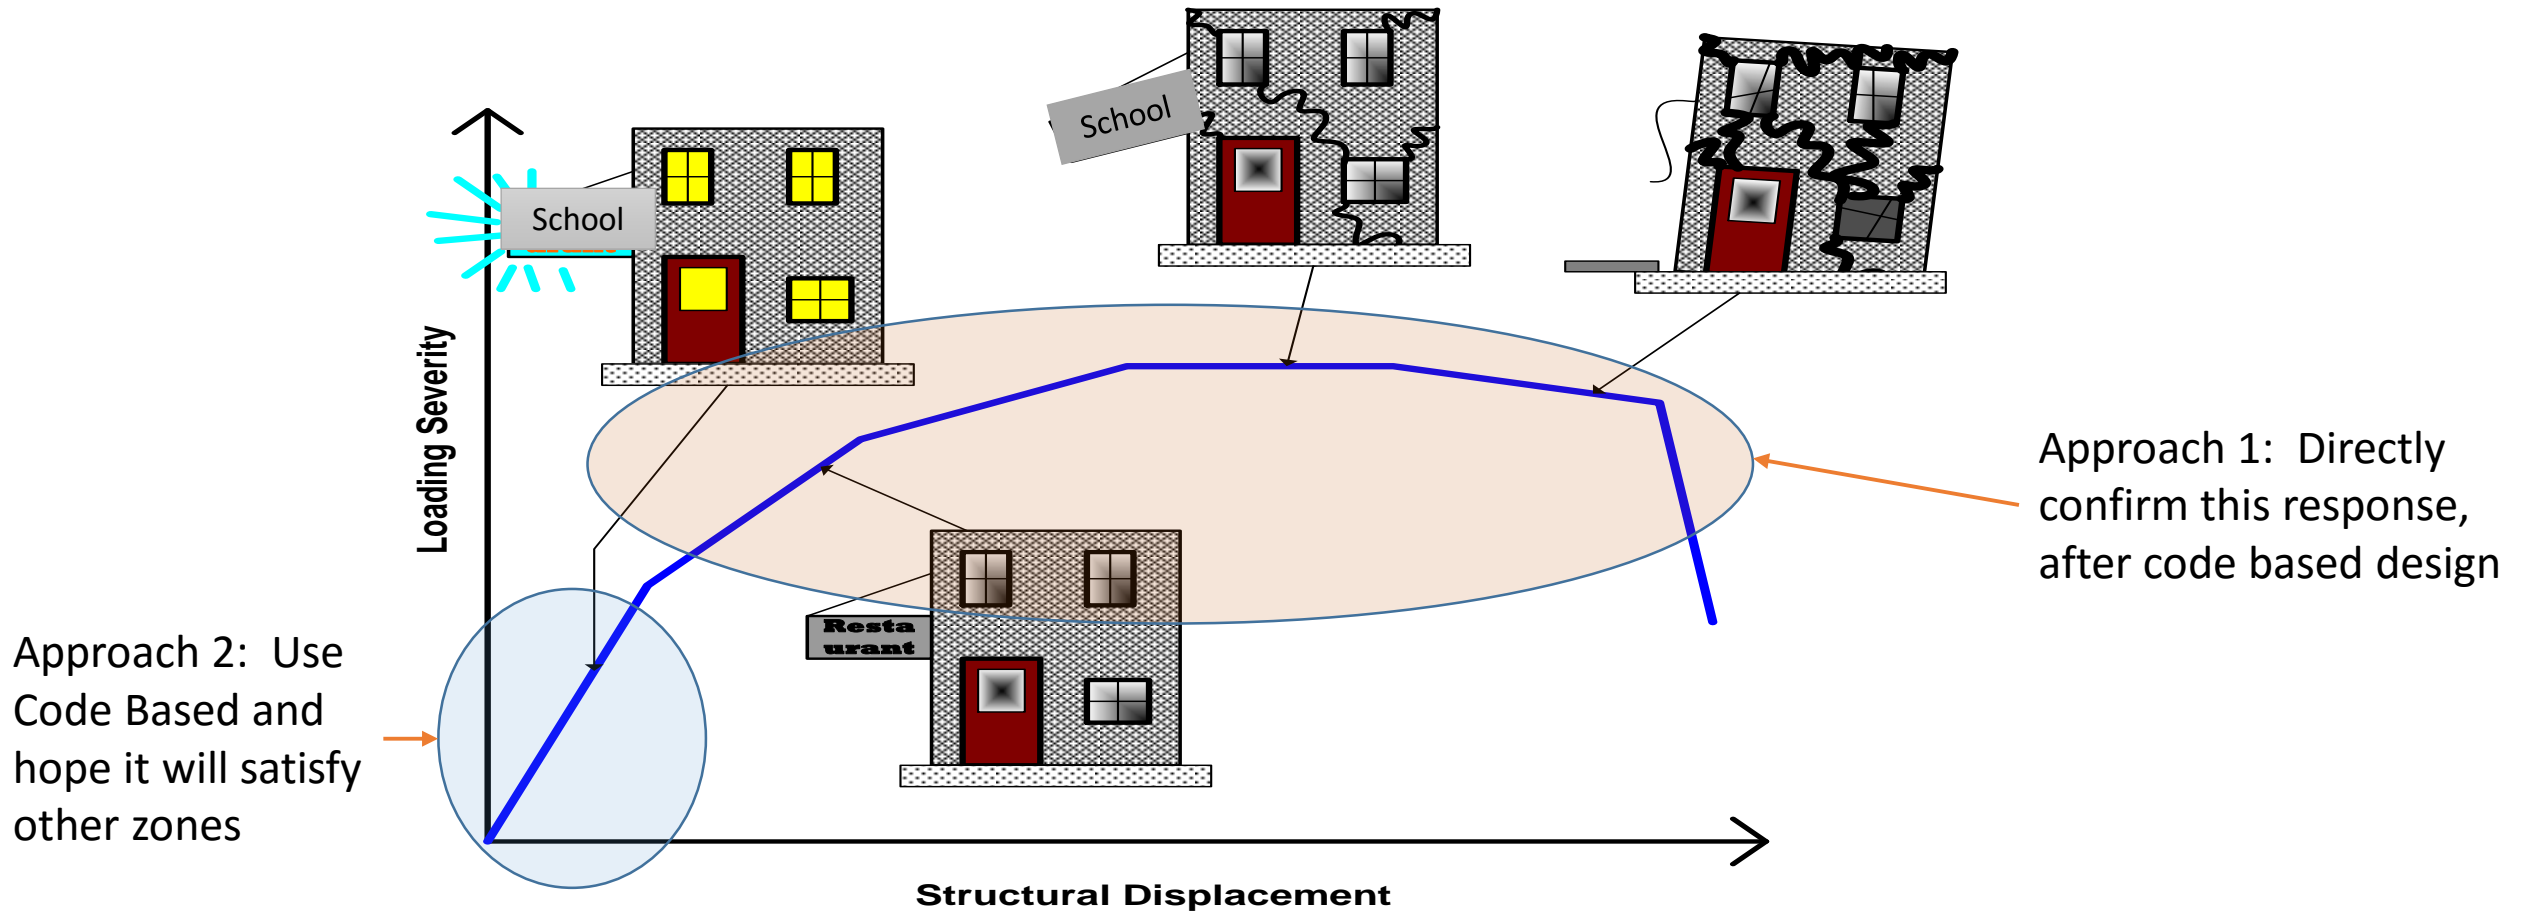 School
School
Loading Severity
Approach 1:  Directly
confirm this response,
after code based design
Resta
urant
Approach 2:  Use
Code Based and
hope it will satisfy
other zones
Structural Displacement